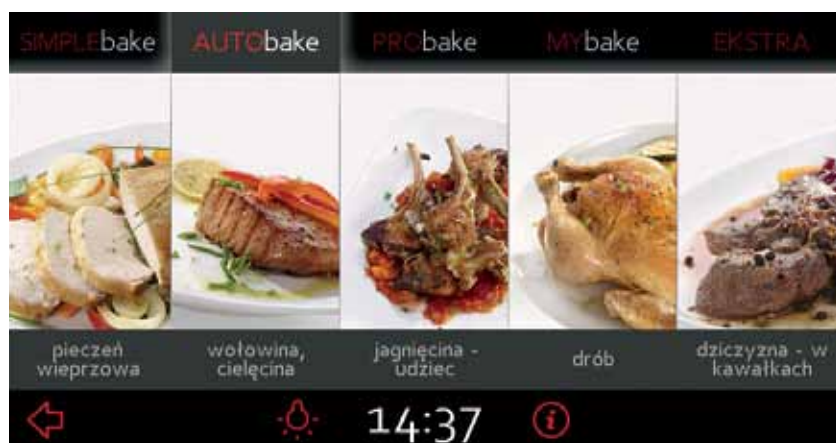 SIMPLEbake AUTObake PRObake MYbake EKSTRA
pieczeń
wieprzowa
wołowina,
cielęcina
jagnięcina -
udziec
drób
dziczyzna - w
kawałkach
14:37
i